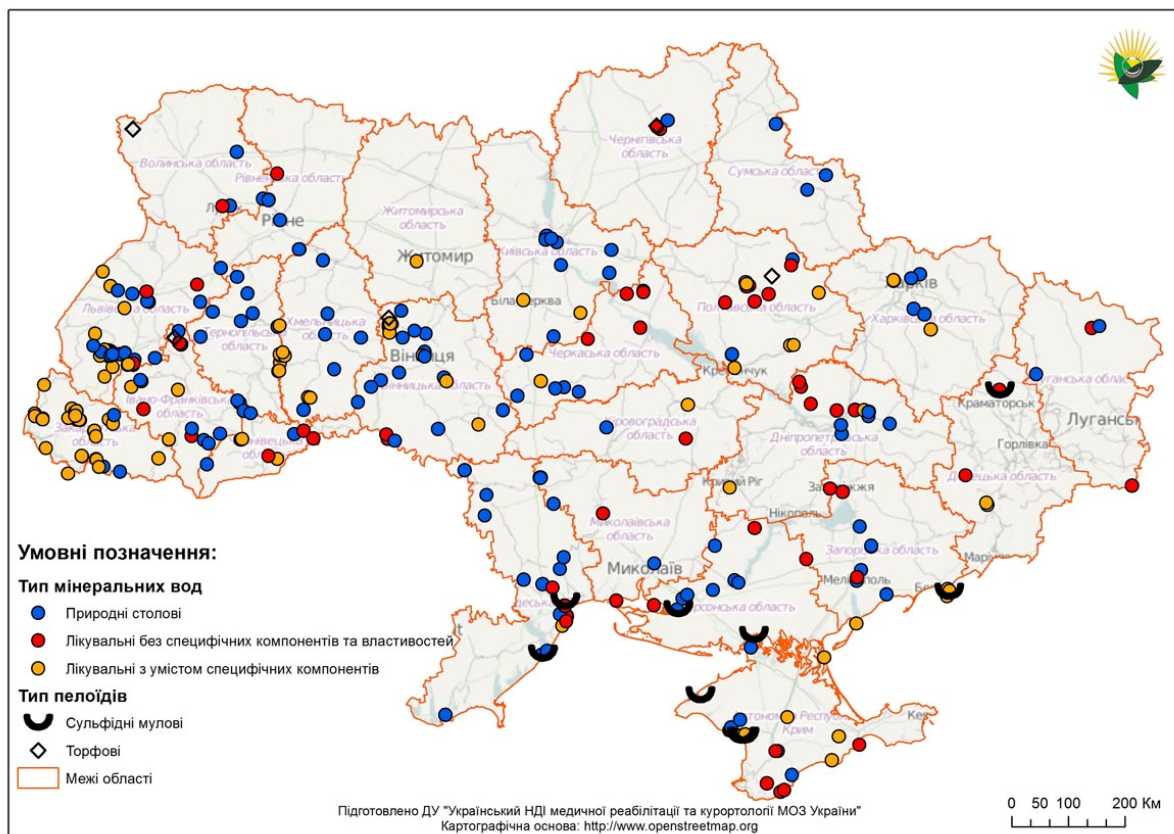 Волинська область
Рівненська
область
Рівне
Житомирська
область
Житомир
Київська
область
Чернігівська
область
Сумська
область
Львівська
область
Тернопільська
область
Хмельницька
область
Вінниця
Вінницька
область
Біла Церква
Черкаська
область
Полтавська
область
Кременчук
Харків
Харківська
область
Луганська область
Луганськ
Краматорськ
Горлівка
Донецька
область
Івано-Франківська
область
Закарпатська
область
Чернівецька
область
Кіровоградська
область
Дніпропетровська
область
Кривий Ріг
Запоріжжя
Нікополь
Миколаївська
область
Миколаїв
Запорізька область
Мелітополь
Херсонська область
Автономна Республіка
Крим
Умовні позначення:
Тип мінеральних вод
Природні столові
Лікувальні без специфічних компонентів та властивостей
Лікувальні з умістом специфічних компонентів
Тип пелоїдів
Сульфідні мулові
Торфові
Межі області
Підготовлено ДУ "Український НДІ медичної реабілітації та курортології МОЗ України"
Картографічна основа: http://www.openstreetmap.org
0 50 100 200 Км